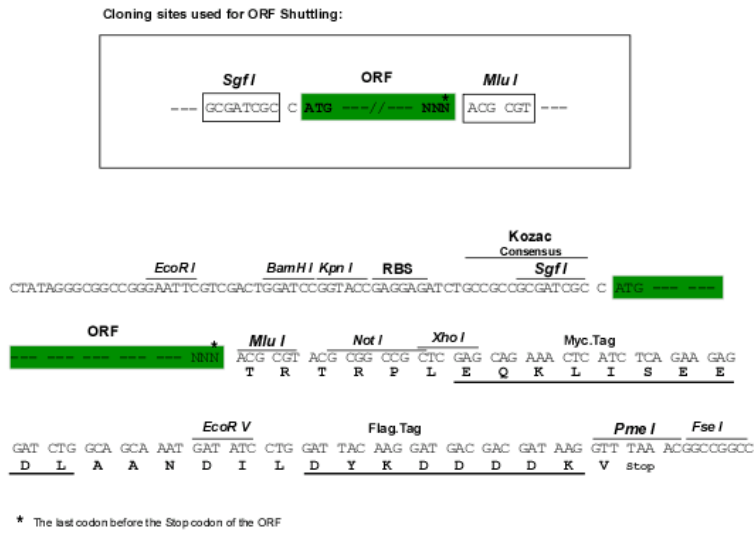 Cloning sites used for ORF Shuttling:
Sgf I ORF Mlu I
--- GCGATCGC C ATG ---//--- NNN* ACG CGT ---
Kozac
Consensus
EcoR I BamH I Kpn I RBS Sgf I
CTATAGGGCGGCCGGGAATTCGTCGACTGGATCCGGTACCGAGGAGATCTGCCGCCGCGATCGC C ATG --- ---
ORF Mlu I Not I Xho I Myc.Tag
--- --- --- --- --- NNN* ACG CGT ACG CGG CCG CTC GAG CAG AAA CTC ATC TCA GAA GAG
T R T R P L E Q K L I S E E
EcoR V Flag.Tag Pme I Fse I
GAT CTG GCA GCA AAT GAT ATC CTG GAT TAC AAG GAT GAC GAC GAT AAG GTT TAA ACGGCCGGCC
D L A A N D I L D Y K D D D D K V Stop
* The last codon before the Stop codon of the ORF